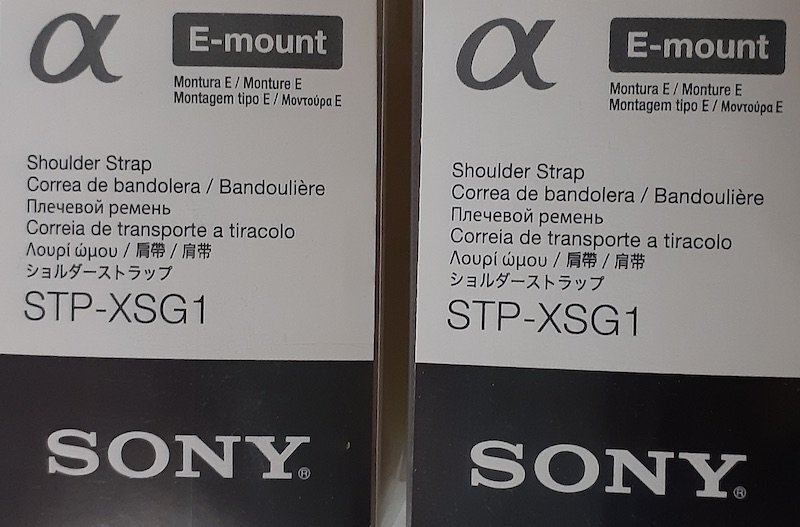 α E-mount
Montura E / Monture E
Montagem tipo E / Μοντούρα E
Shoulder Strap
Correa de bandolera / Bandoulière
Плечевой ремень
Correia de transporte a tiracolo
Λουρί ώμου / 肩帶 / 肩带
ショルダーストラップ
STP-XSG1
SONY®
α E-mount
Montura E / Monture E
Montagem tipo E / Μοντούρα E
Shoulder Strap
Correa de bandolera / Bandoulière
Плечевой ремень
Correia de transporte a tiracolo
Λουρί ώμου / 肩帶 / 肩带
ショルダーストラップ
STP-XSG1
SONY®